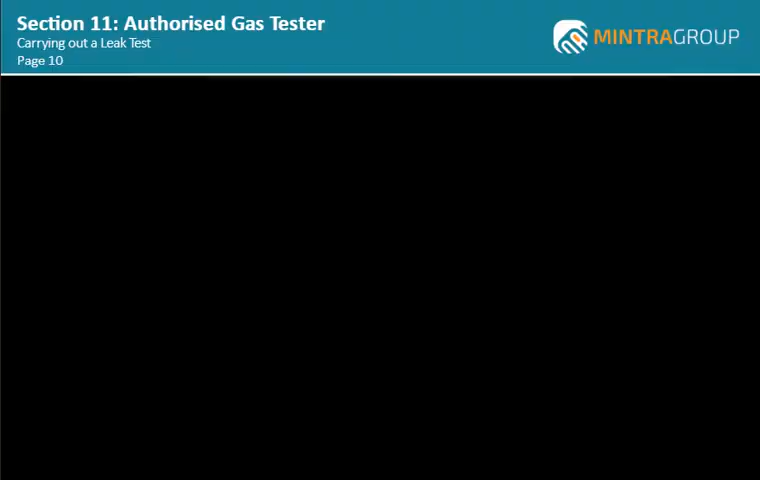 Section 11: Authorised Gas Tester
Carrying out a Leak Test
Page 10
MINTRAGROUP